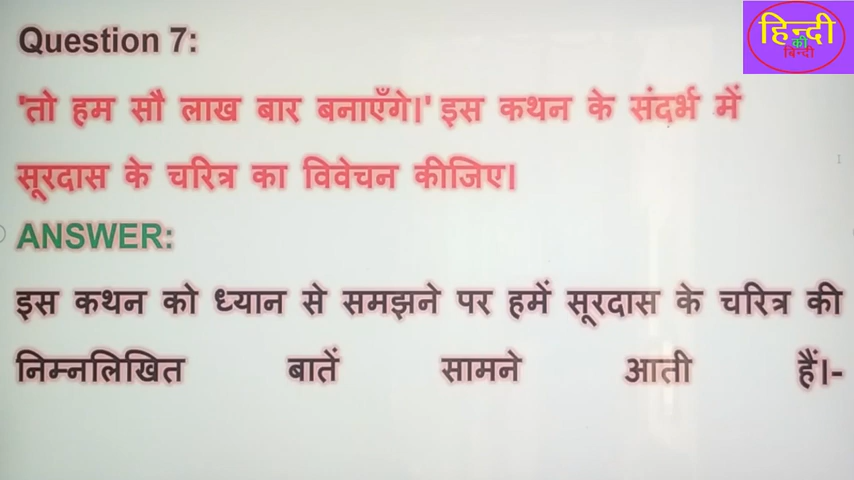 हिन्दी
की
बिन्दी
Question 7:
'तो हम सौ लाख बार बनाएँगे।' इस कथन के संदर्भ में
सूरदास के चरित्र का विवेचन कीजिए।
ANSWER:
इस कथन को ध्यान से समझने पर हमें सूरदास के चरित्र की
निम्नलिखित बातें सामने आती हैं।-